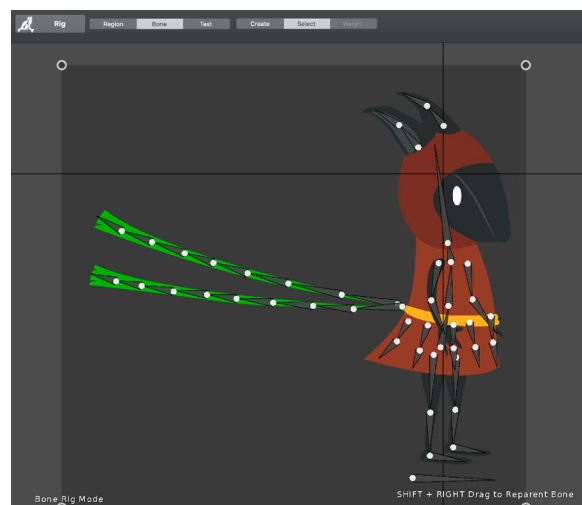 Rig
Region
Bone
Test
Create
Select
Weight
Bone Rig Mode
SHIFT + RIGHT Drag to Reparent Bone